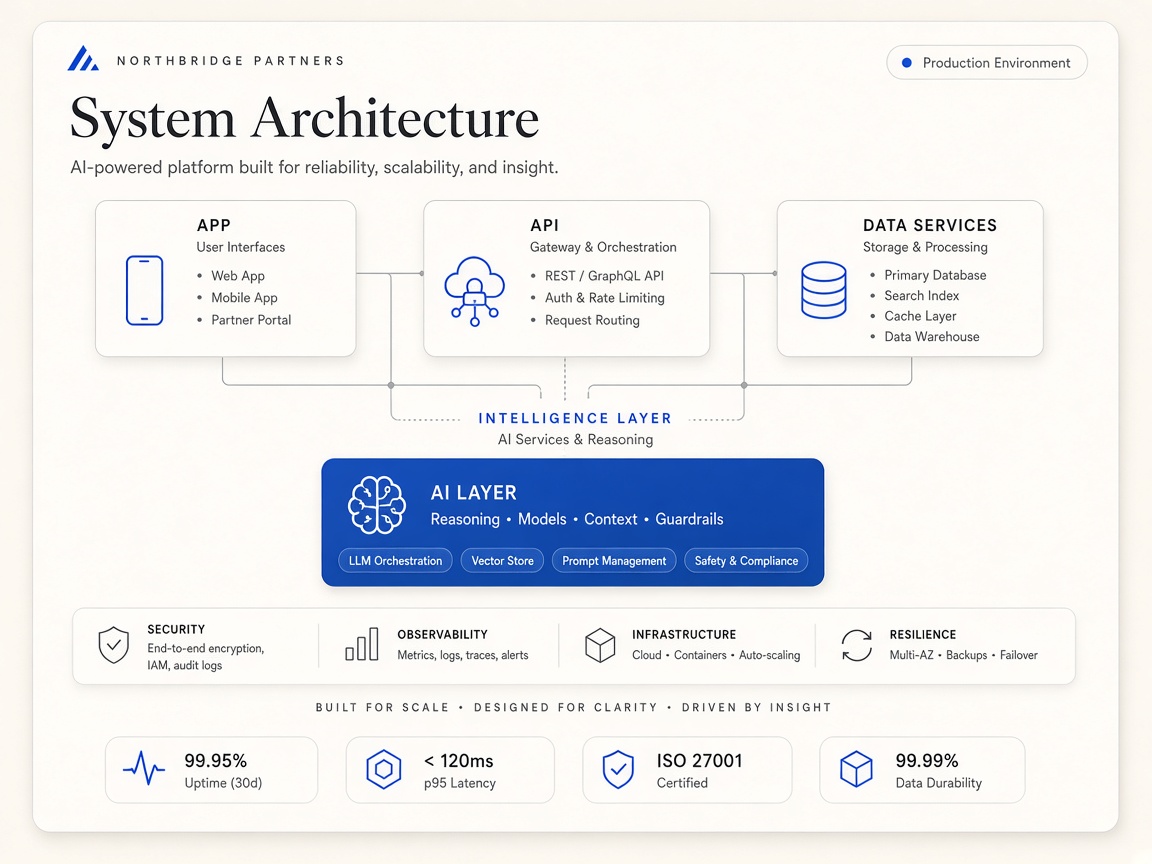 NORTHBRIDGE PARTNERS
Production Environment
System Architecture
AI-powered platform built for reliability, scalability, and insight.
APP
User Interfaces
• Web App
• Mobile App
• Partner Portal
API
Gateway & Orchestration
• REST / GraphQL API
• Auth & Rate Limiting
• Request Routing
DATA SERVICES
Storage & Processing
• Primary Database
• Search Index
• Cache Layer
• Data Warehouse
INTELLIGENCE LAYER
AI Services & Reasoning
AI LAYER
Reasoning • Models • Context • Guardrails
LLM Orchestration
Vector Store
Prompt Management
Safety & Compliance
SECURITY
End-to-end encryption,
IAM, audit logs
OBSERVABILITY
Metrics, logs, traces, alerts
INFRASTRUCTURE
Cloud • Containers • Auto-scaling
RESILIENCE
Multi-AZ • Backups • Failover
BUILT FOR SCALE • DESIGNED FOR CLARITY • DRIVEN BY INSIGHT
99.95%
Uptime (30d)
< 120ms
p95 Latency
ISO 27001
Certified
99.99%
Data Durability